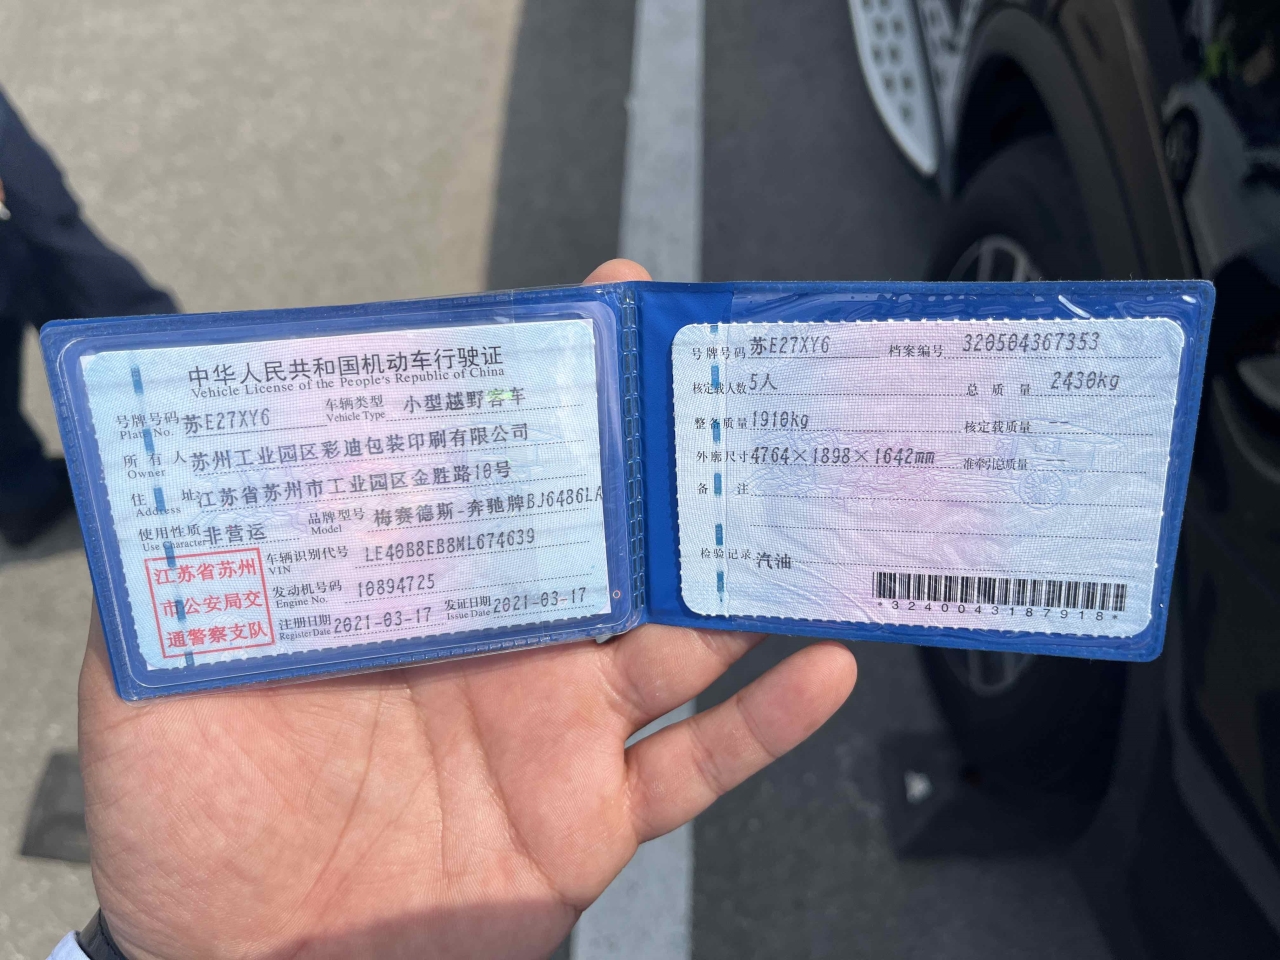 中华人民共和国机动车行驶证
Vehicle License of the People's Republic of China
号牌号码 苏E27XY6 车辆类型 小型越野客车
Plate No. Vehicle Type
所有人 苏州工业园区彩迪包装印刷有限公司
Owner
住址 江苏省苏州市工业园区金胜路10号
Address
使用性质 非营运 品牌型号 梅赛德斯-奔驰牌BJ6486LA
Use Character Model
江苏省苏州
市公安局交
通警察支队
车辆识别代号 LE40B8EB8ML674639
VIN
发动机号码 10894725
Engine No.
注册日期 2021-03-17 发证日期 2021-03-17
Register Date Issue Date
号牌号码 苏E27XY6 档案编号 320504367353
核定载人数 5人 总质量 2430kg
整备质量 1910kg 核定载质量 --
外廓尺寸 4764×1898×1642mm 准牵引总质量
备注
检验记录 汽油
*3240043187918*